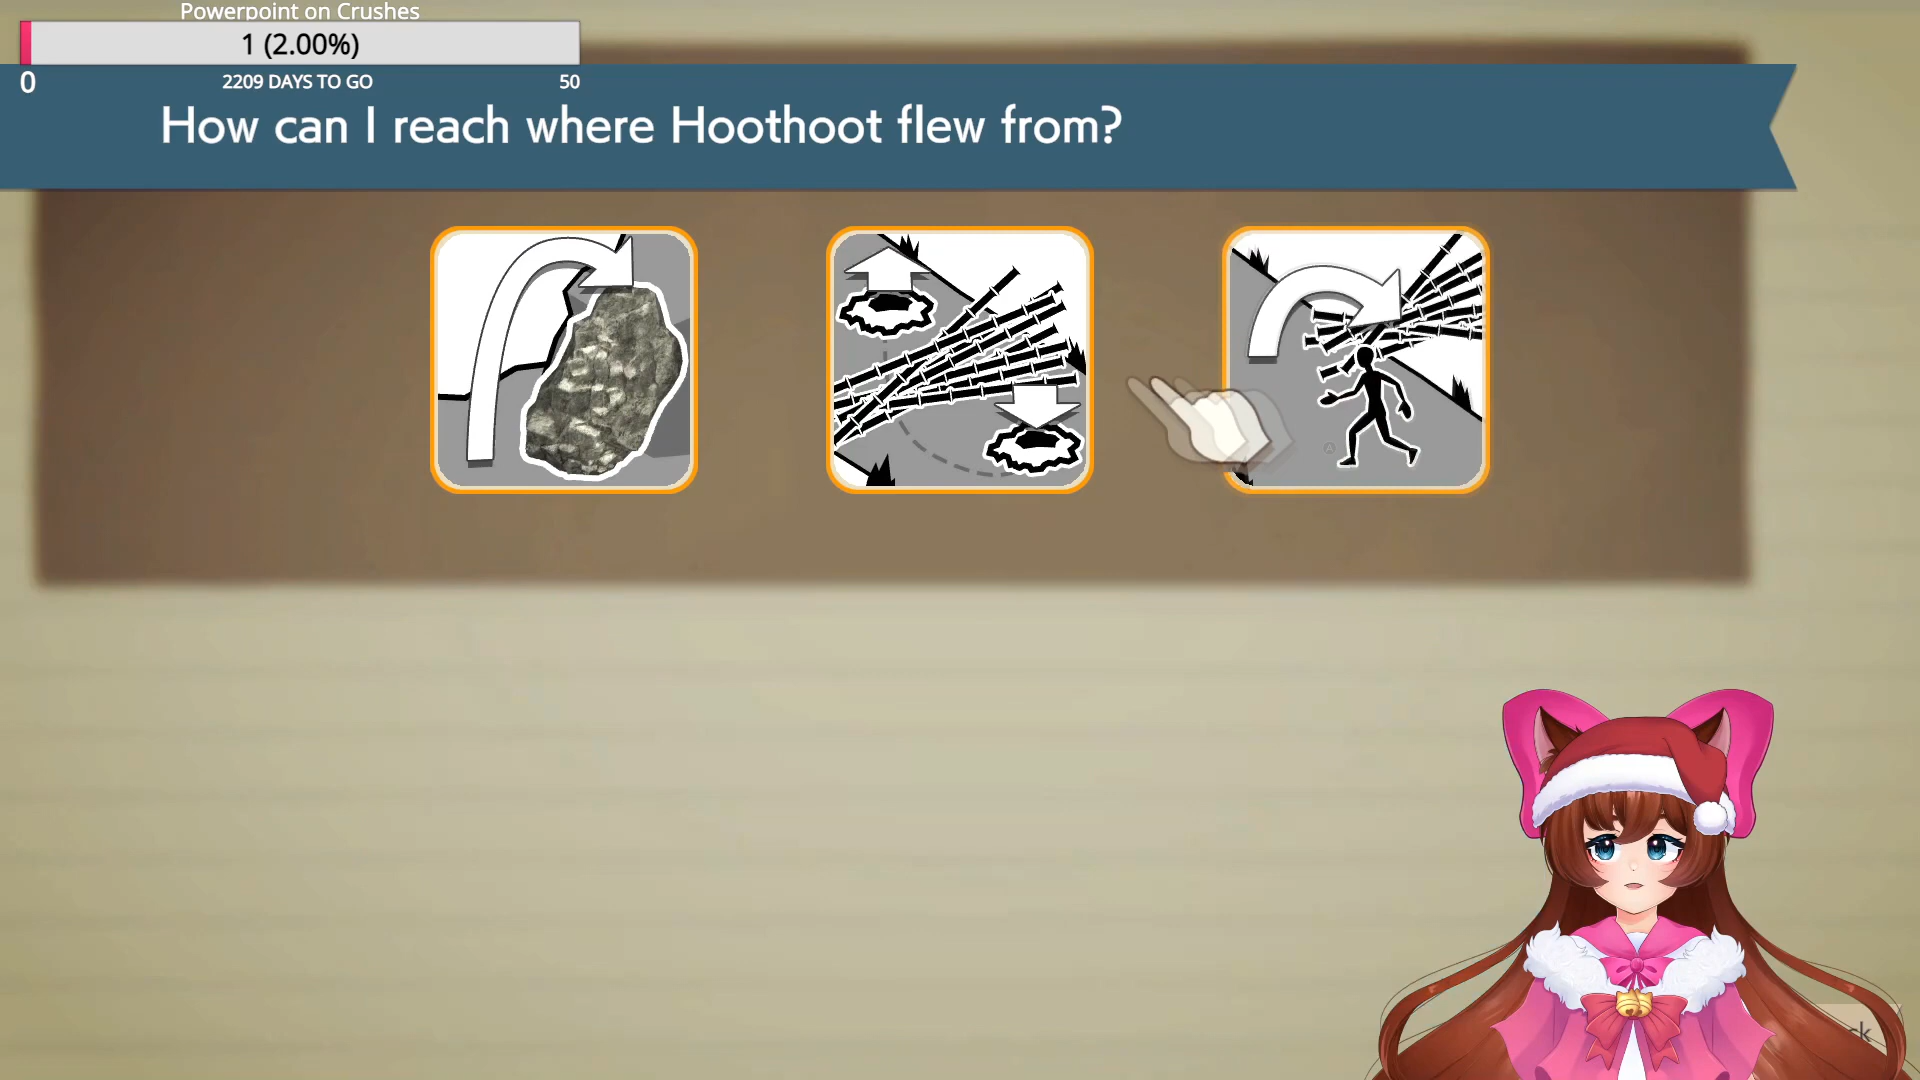 Powerpoint on Crushes
1 (2.00%)
0 2209 DAYS TO GO 50
How can I reach where Hoothoot flew from?
ck